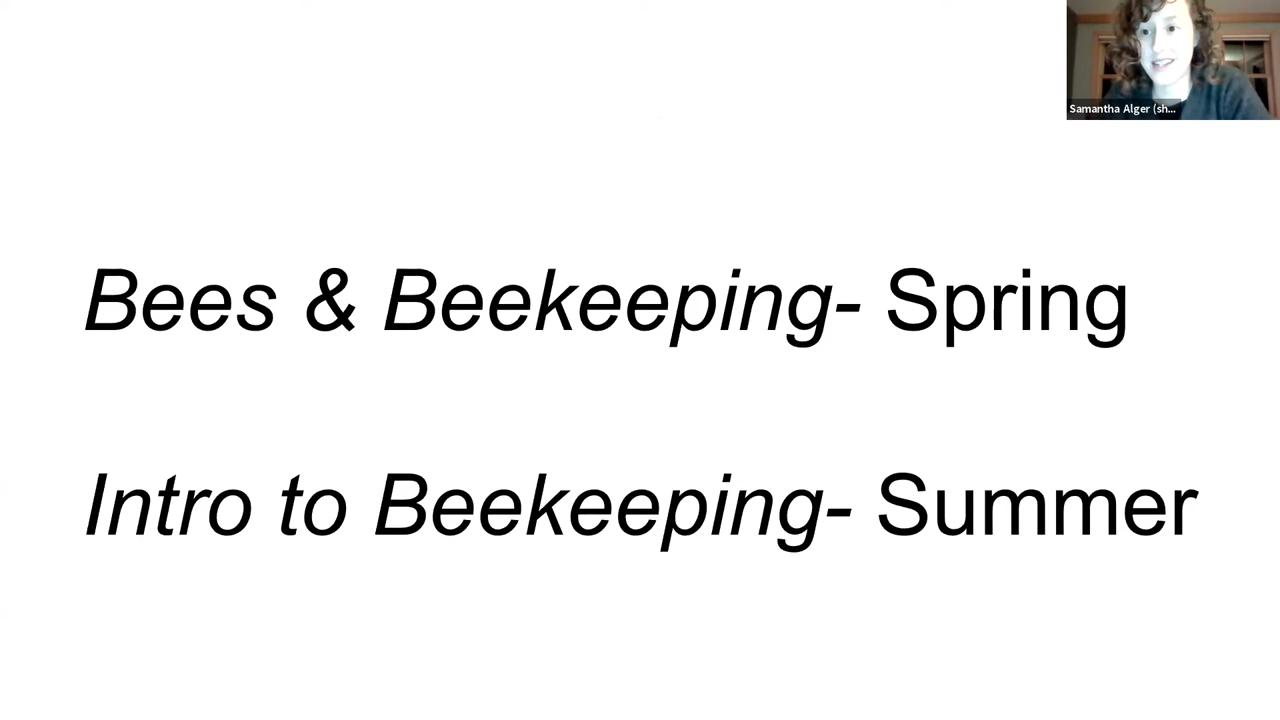 Samantha Alger (sh...
Bees & Beekeeping- Spring
Intro to Beekeeping- Summer